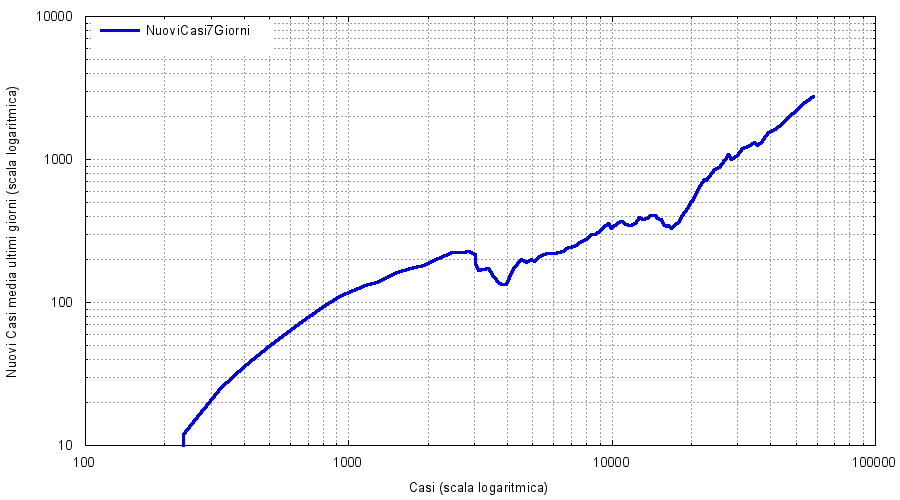 10000
NuoviCasi7Giorni
1000
100
10
Nuovi Casi media ultimi giorni (scala logaritmica)
100 1000 10000 100000
Casi (scala logaritmica)